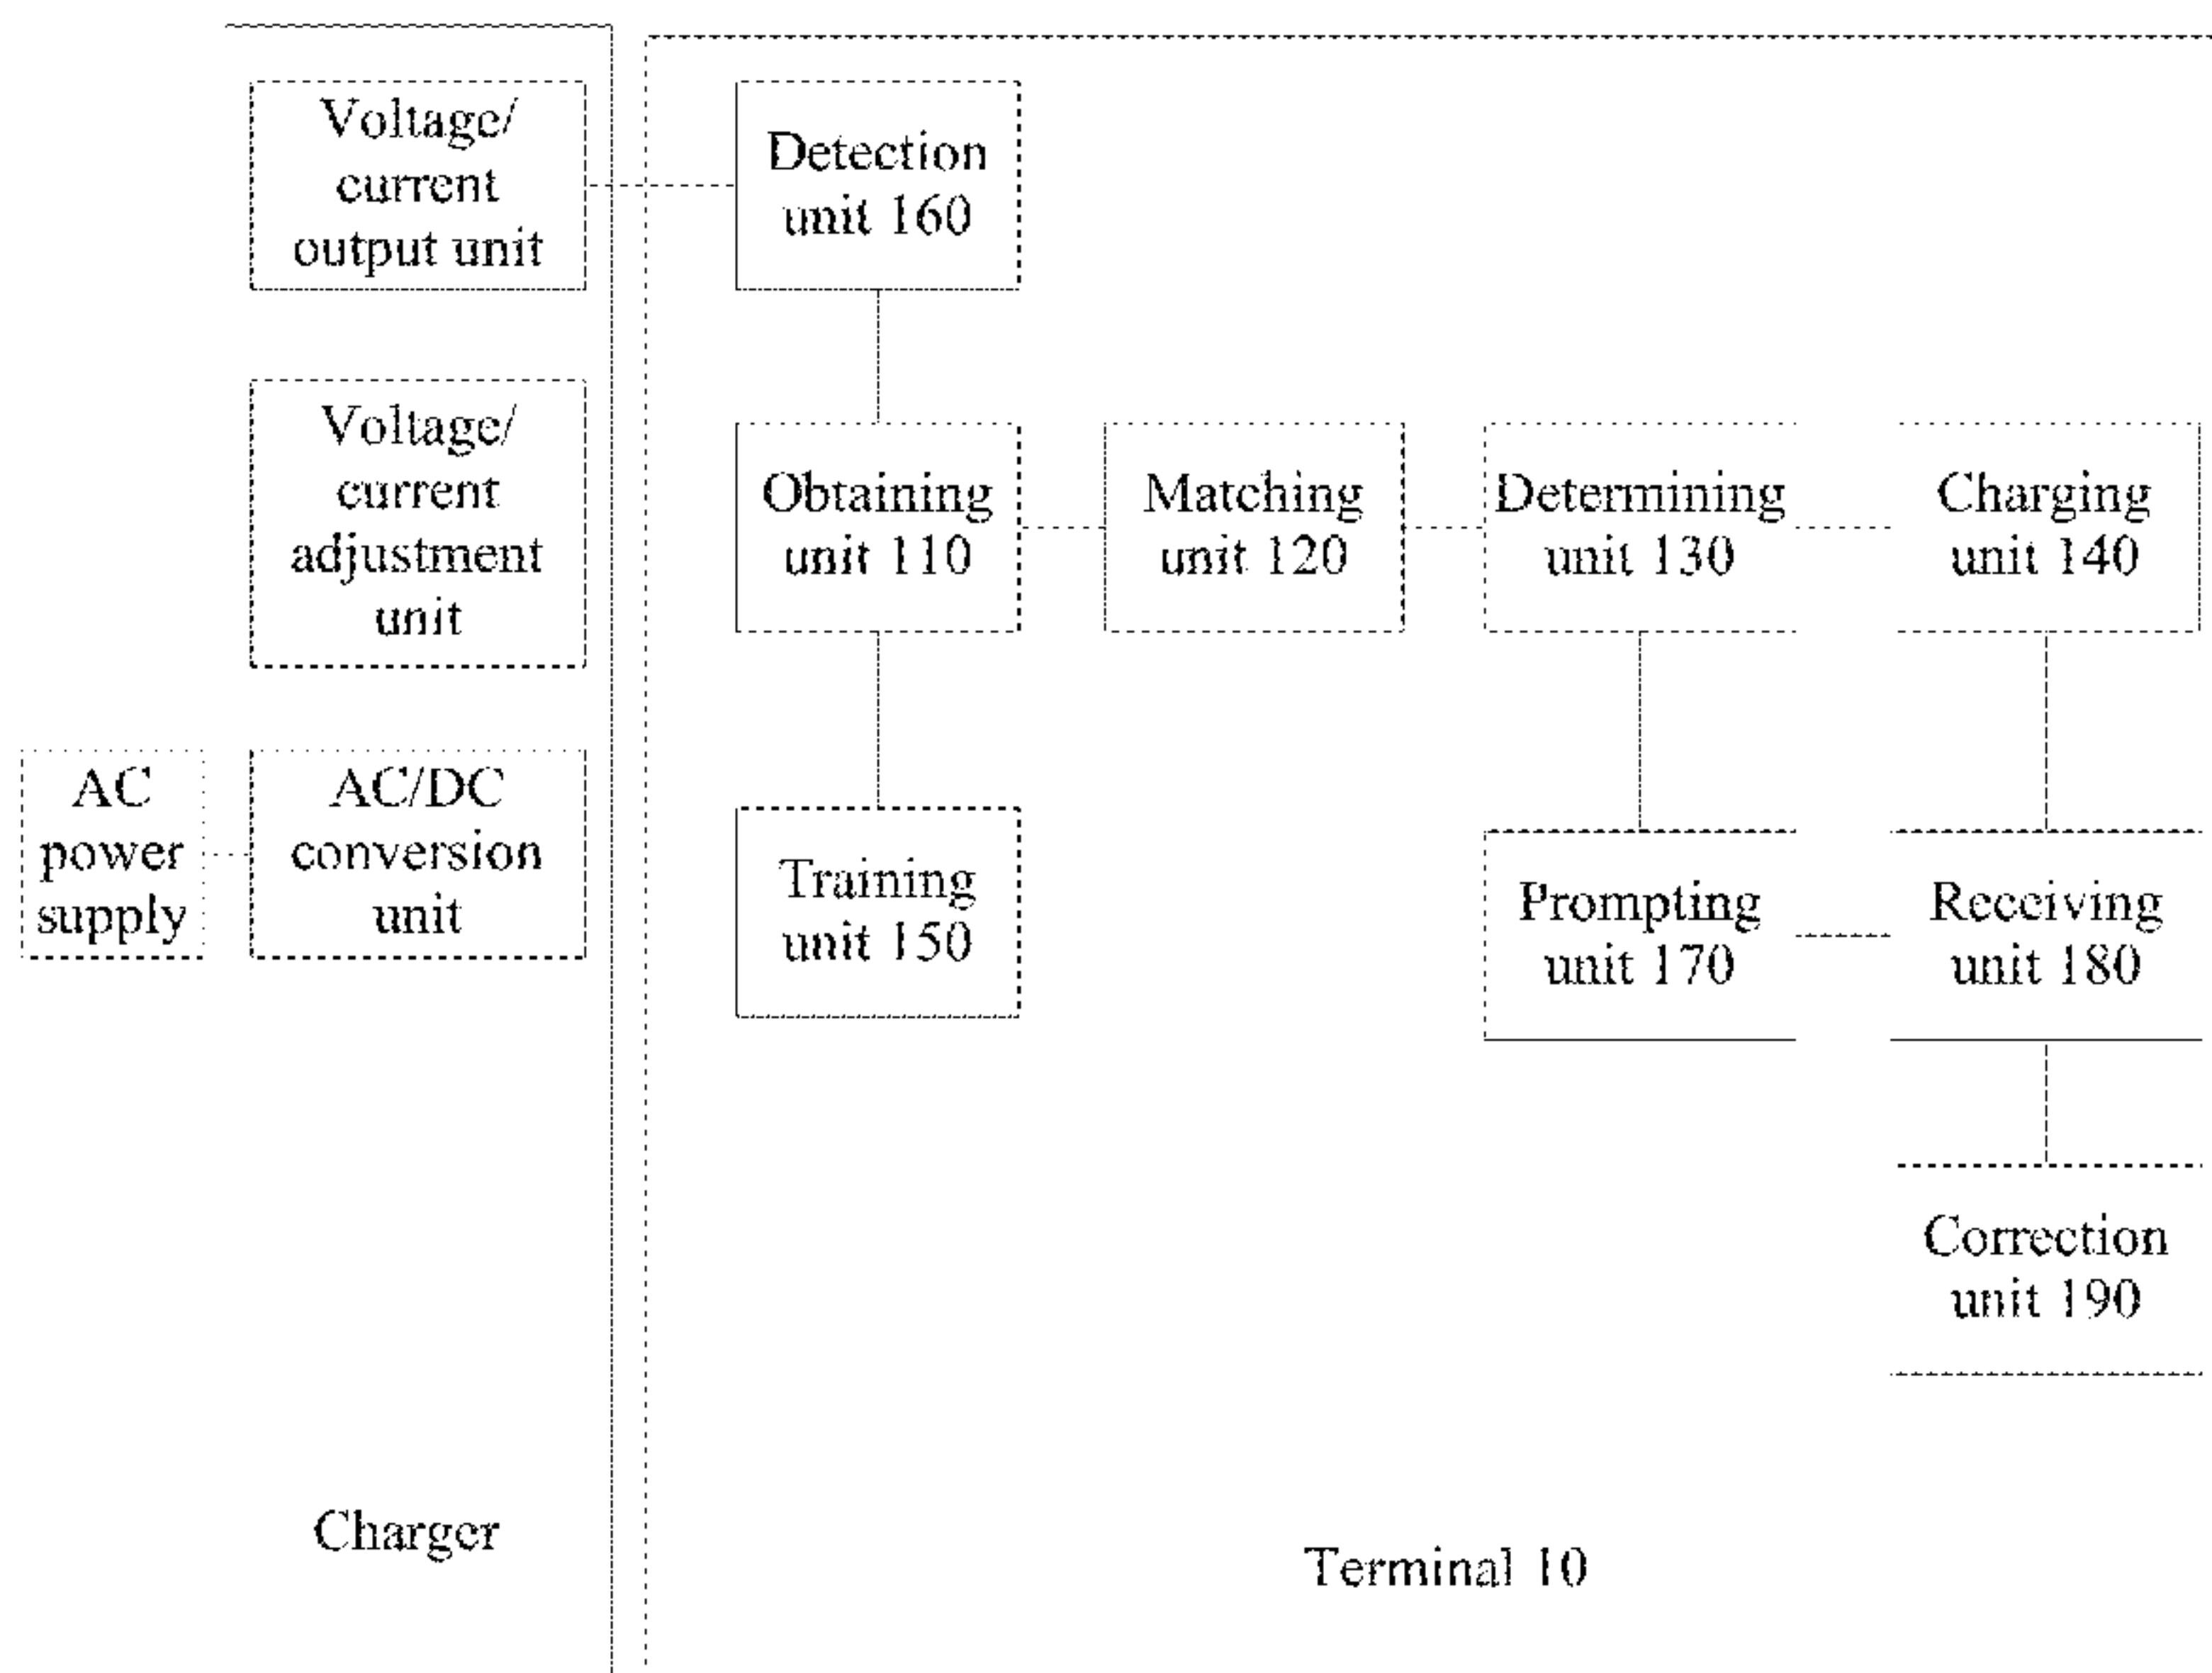 Voltage/
current
output unit
Detection
unit 160
Voltage/
current
adjustment
unit
Obtaining
unit 110
Matching
unit 120
Determining
unit 130
Charging
unit 140
AC
power
supply
AC/DC
conversion
unit
Training
unit 150
Prompting
unit 170
Receiving
unit 180
Correction
unit 190
Charger
Terminal 10